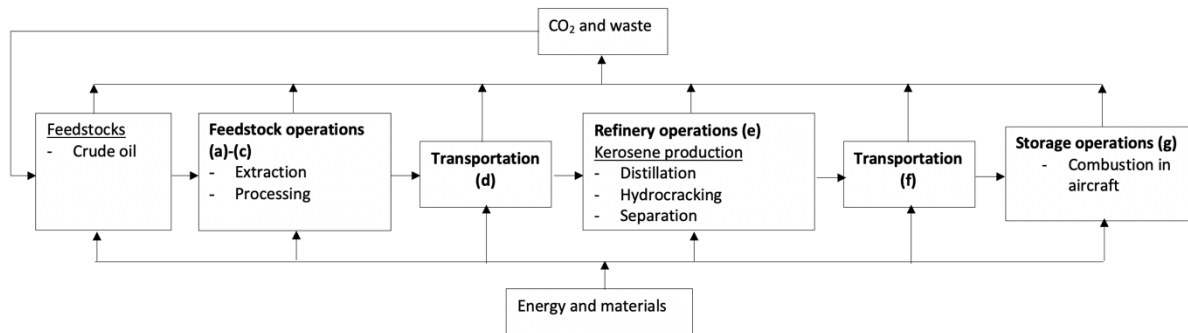 CO₂ and waste
Feedstocks
- Crude oil
Feedstock operations
(a)-(c)
- Extraction
- Processing
Transportation
(d)
Refinery operations (e)
Kerosene production
- Distillation
- Hydrocracking
- Separation
Transportation
(f)
Storage operations (g)
- Combustion in
aircraft
Energy and materials